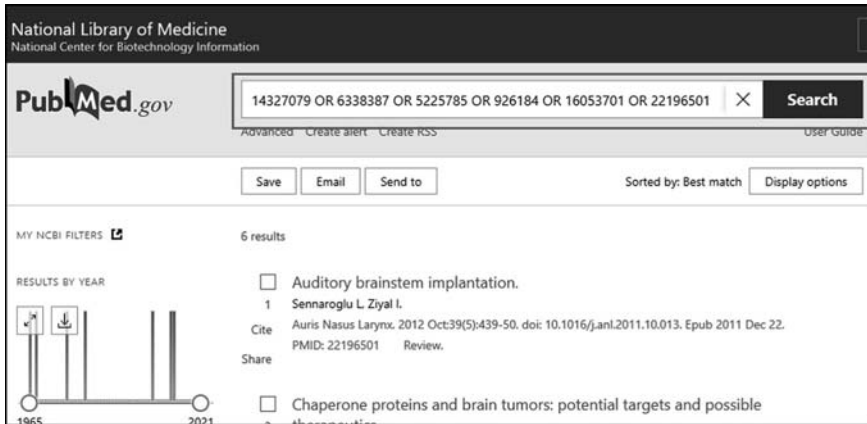 National Library of Medicine
National Center for Biotechnology Information
PubMed.gov
14327079 OR 6338387 OR 5225785 OR 926184 OR 16053701 OR 22196501
Search
Advanced Create alert Create RSS
User Guide
Save Email Send to
Sorted by: Best match Display options
MY NCBI FILTERS
6 results
RESULTS BY YEAR
Auditory brainstem implantation.
1 Sennaroglu L, Ziyal I.
Cite Auris Nasus Larynx. 2012 Oct;39(5):439-50. doi: 10.1016/j.anl.2011.10.013. Epub 2011 Dec 22.
PMID: 22196501 Review.
Share
Chaperone proteins and brain tumors: potential targets and possible
1965 2021
therapeutics